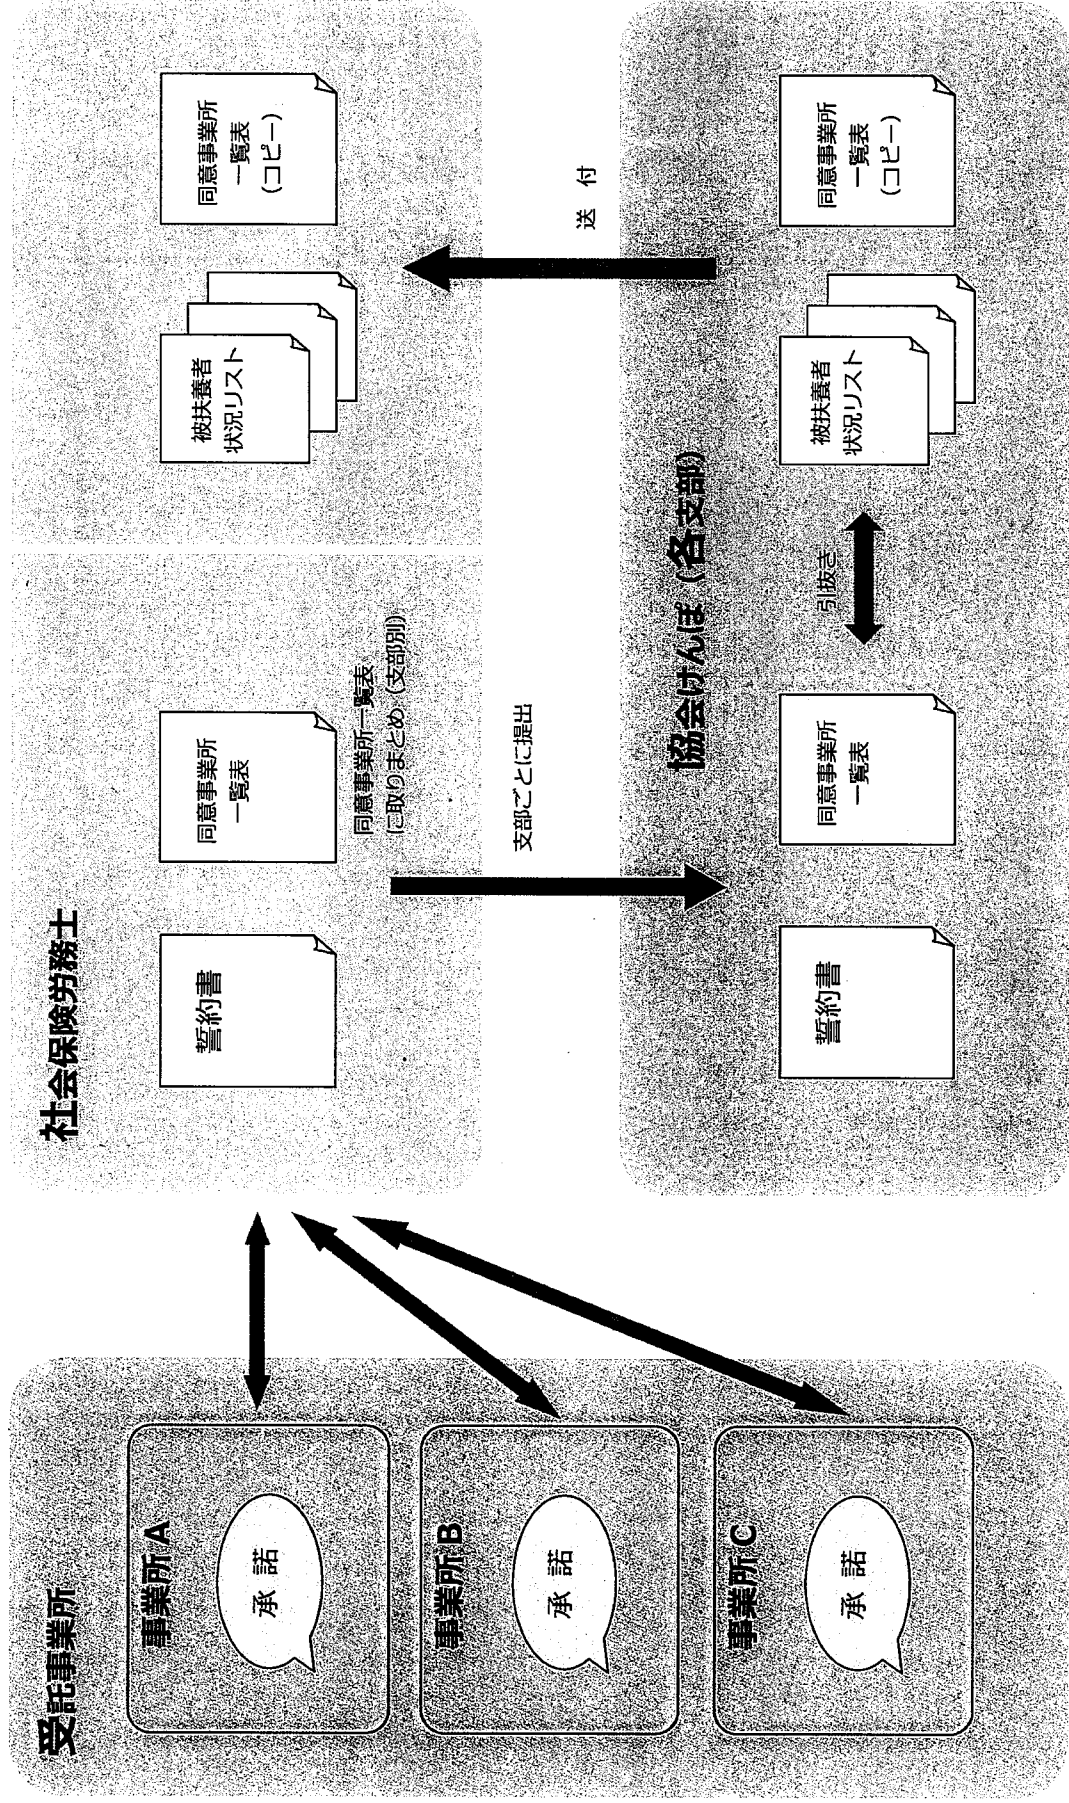 受託事業所
事業所A
承 諾
事業所B
承 諾
事業所C
承 諾
社会保険労務士
誓約書
同意事業所
一覧表
同意事業所一覧表
に取りまとめ（支部別）
被扶養者
状況リスト
同意事業所
一覧表
（コピー）
支部ごとに提出
送 付
協会けんぽ（各支部）
誓約書
同意事業所
一覧表
引抜き
被扶養者
状況リスト
同意事業所
一覧表
（コピー）